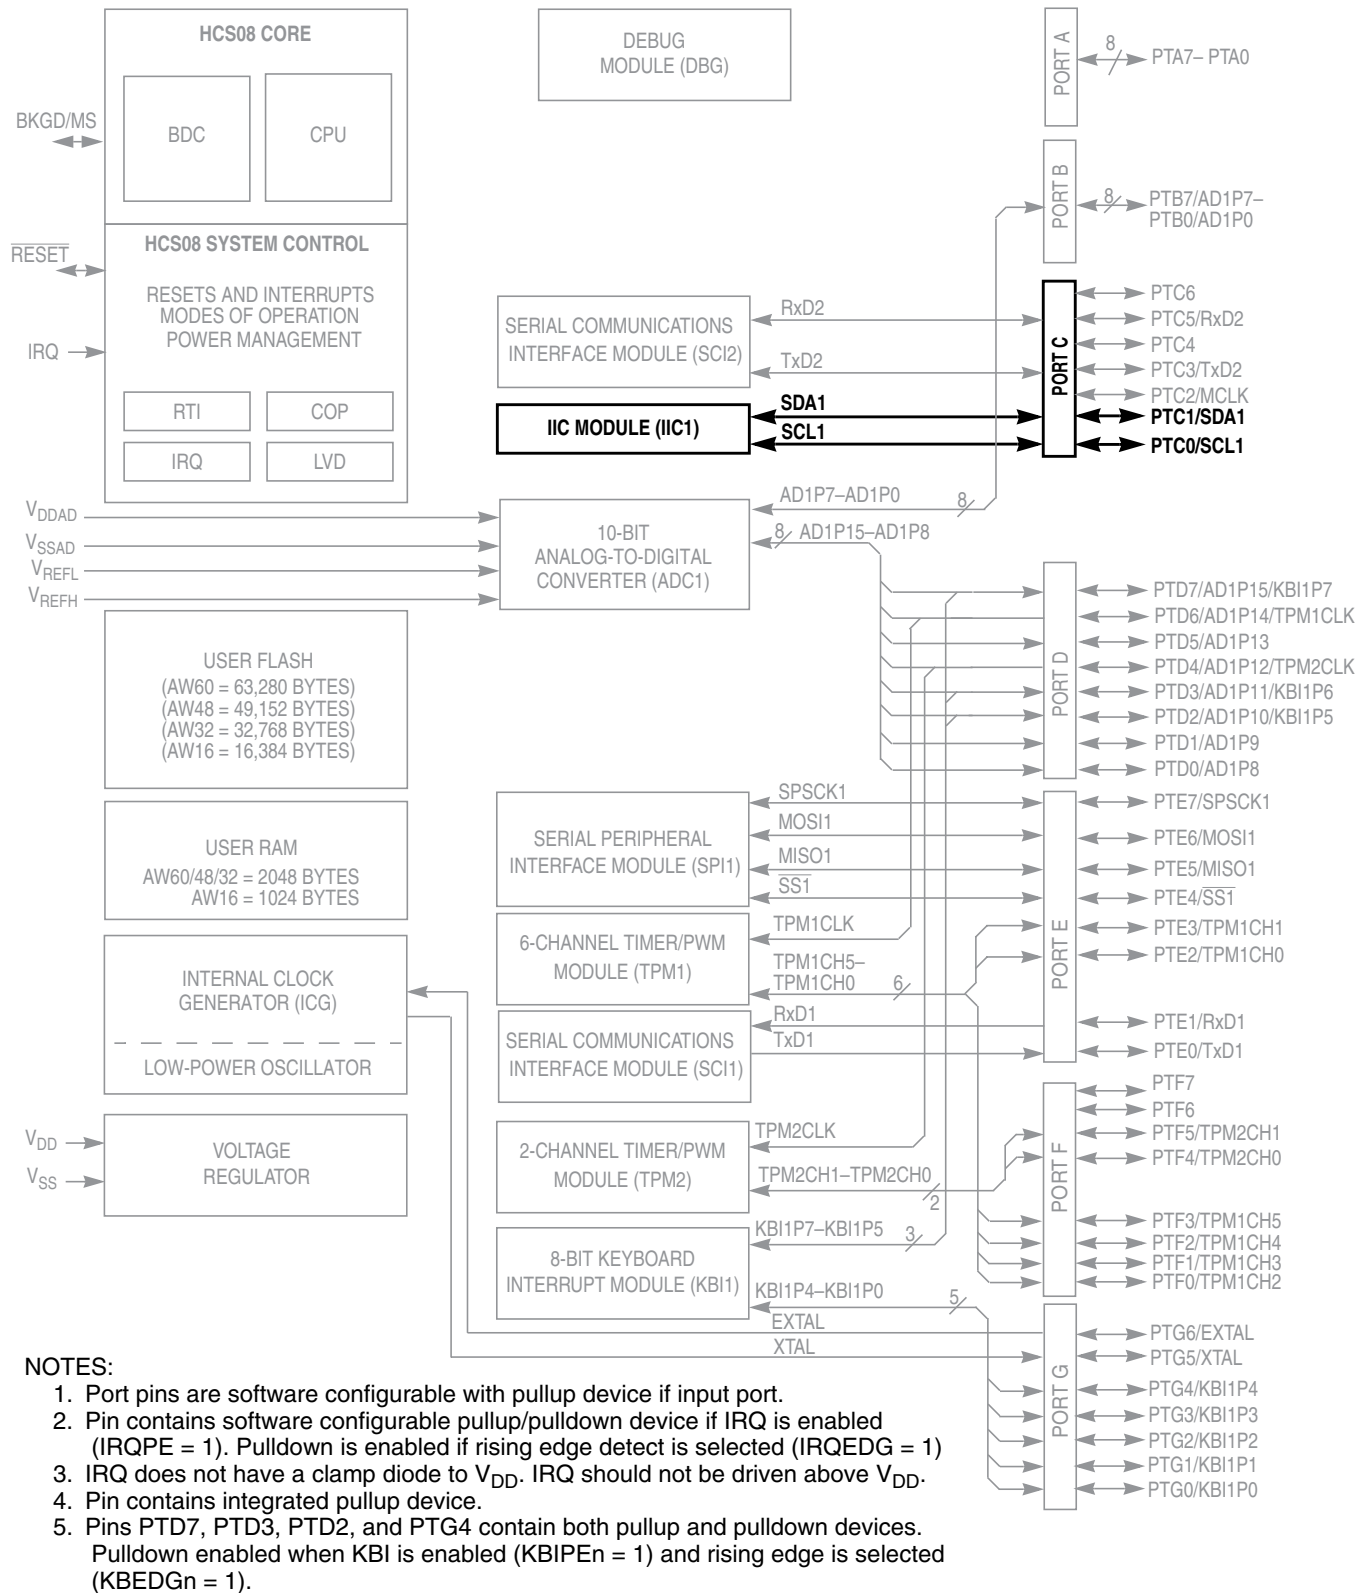 HCS08 CORE
BDC
CPU
BKGD/MS
HCS08 SYSTEM CONTROL
RESET
RESETS AND INTERRUPTS
MODES OF OPERATION
POWER MANAGEMENT
IRQ
RTI
COP
IRQ
LVD
VDDAD
VSSAD
VREFL
VREFH
USER FLASH
(AW60 = 63,280 BYTES)
(AW48 = 49,152 BYTES)
(AW32 = 32,768 BYTES)
(AW16 = 16,384 BYTES)
USER RAM
AW60/48/32 = 2048 BYTES
AW16 = 1024 BYTES
INTERNAL CLOCK
GENERATOR (ICG)
LOW-POWER OSCILLATOR
VDD
VSS
VOLTAGE
REGULATOR
DEBUG
MODULE (DBG)
SERIAL COMMUNICATIONS
INTERFACE MODULE (SCI2)
RxD2
TxD2
IIC MODULE (IIC1)
SDA1
SCL1
10-BIT
ANALOG-TO-DIGITAL
CONVERTER (ADC1)
AD1P7–AD1P0
8
8
AD1P15–AD1P8
SERIAL PERIPHERAL
INTERFACE MODULE (SPI1)
SPSCK1
MOSI1
MISO1
SS1
6-CHANNEL TIMER/PWM
MODULE (TPM1)
TPM1CLK
TPM1CH5–
TPM1CH0
6
SERIAL COMMUNICATIONS
INTERFACE MODULE (SCI1)
RxD1
TxD1
2-CHANNEL TIMER/PWM
MODULE (TPM2)
TPM2CLK
TPM2CH1–TPM2CH0
2
8-BIT KEYBOARD
INTERRUPT MODULE (KBI1)
KBI1P7–KBI1P5
3
KBI1P4–KBI1P0
5
EXTAL
XTAL
PORT A
8
PTA7– PTA0
PORT B
8
PTB7/AD1P7–
PTB0/AD1P0
PORT C
PTC6
PTC5/RxD2
PTC4
PTC3/TxD2
PTC2/MCLK
PTC1/SDA1
PTC0/SCL1
PORT D
PTD7/AD1P15/KBI1P7
PTD6/AD1P14/TPM1CLK
PTD5/AD1P13
PTD4/AD1P12/TPM2CLK
PTD3/AD1P11/KBI1P6
PTD2/AD1P10/KBI1P5
PTD1/AD1P9
PTD0/AD1P8
PORT E
PTE7/SPSCK1
PTE6/MOSI1
PTE5/MISO1
PTE4/SS1
PTE3/TPM1CH1
PTE2/TPM1CH0
PTE1/RxD1
PTE0/TxD1
PORT F
PTF7
PTF6
PTF5/TPM2CH1
PTF4/TPM2CH0
PTF3/TPM1CH5
PTF2/TPM1CH4
PTF1/TPM1CH3
PTF0/TPM1CH2
PORT G
PTG6/EXTAL
PTG5/XTAL
PTG4/KBI1P4
PTG3/KBI1P3
PTG2/KBI1P2
PTG1/KBI1P1
PTG0/KBI1P0
NOTES:
1. Port pins are software configurable with pullup device if input port.
2. Pin contains software configurable pullup/pulldown device if IRQ is enabled
(IRQPE = 1). Pulldown is enabled if rising edge detect is selected (IRQEDG = 1)
3. IRQ does not have a clamp diode to VDD. IRQ should not be driven above VDD.
4. Pin contains integrated pullup device.
5. Pins PTD7, PTD3, PTD2, and PTG4 contain both pullup and pulldown devices.
Pulldown enabled when KBI is enabled (KBIPEn = 1) and rising edge is selected
(KBEDGn = 1).